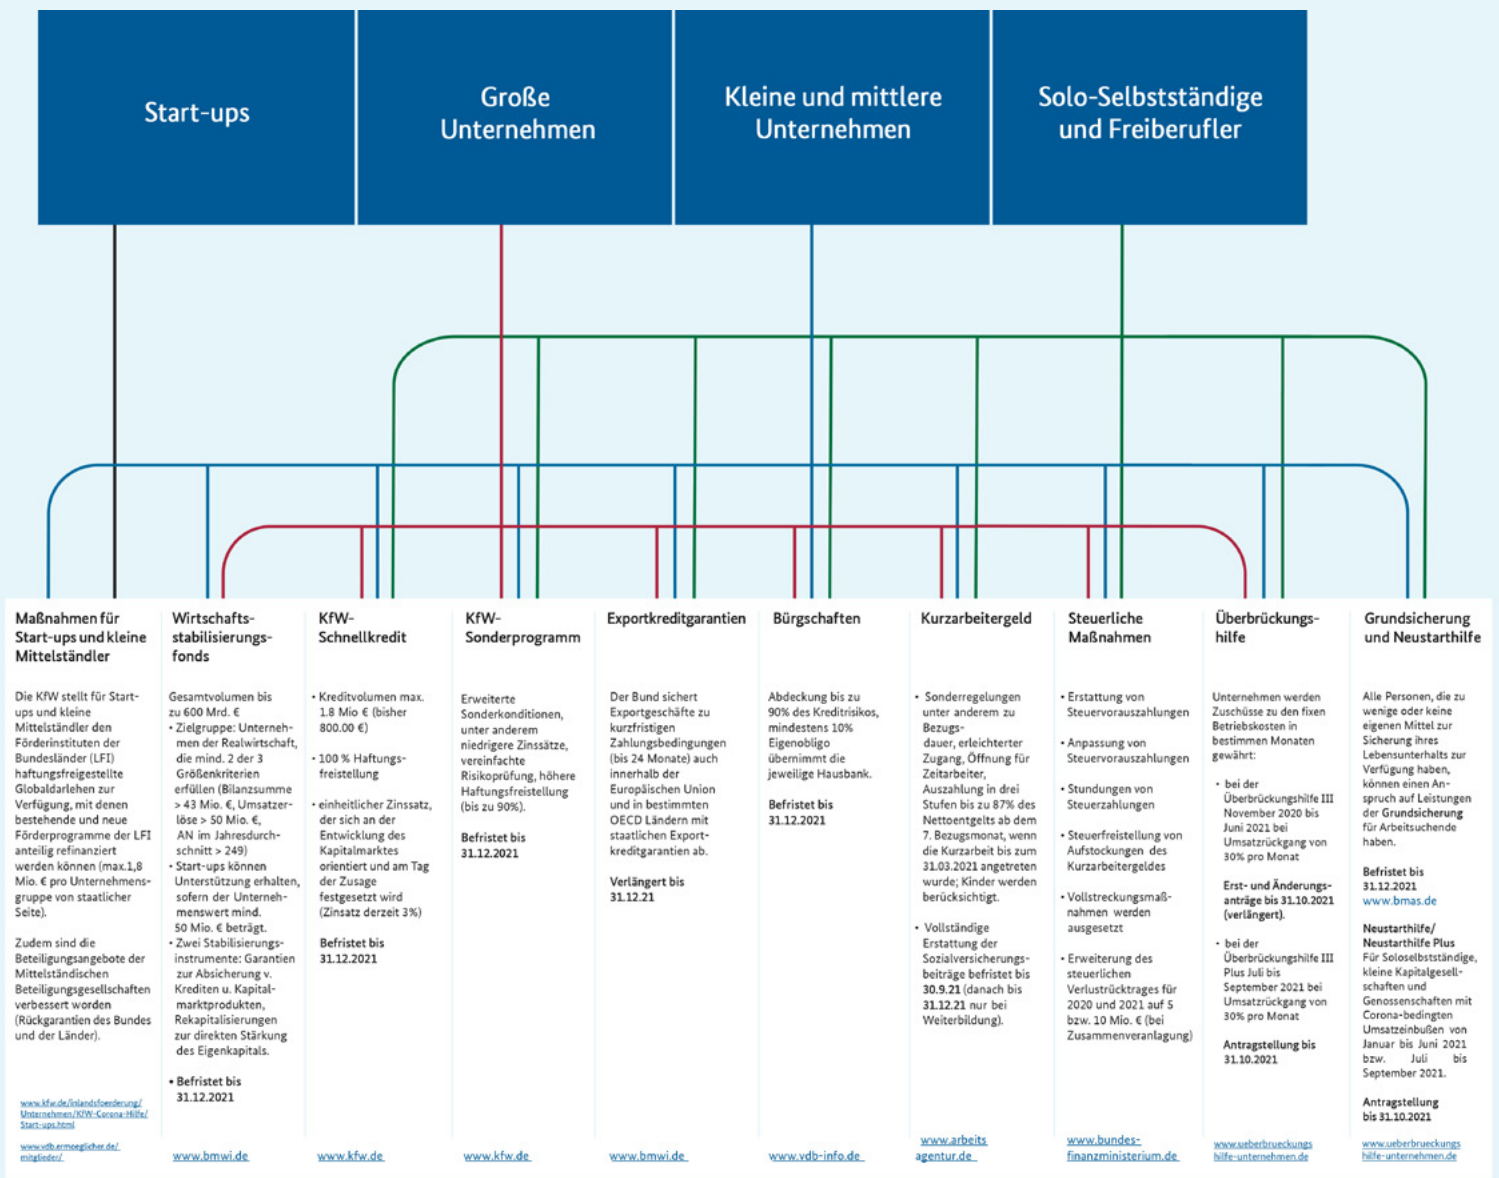 Start-ups
Große
Unternehmen
Kleine und mittlere
Unternehmen
Solo-Selbstständige
und Freiberufler
Maßnahmen für
Start-ups und kleine
Mittelständler
Die KfW stellt für Start-
ups und kleine
Mittelständler den
Förderinstituten der
Bundesländer (LFI)
haftungsfreigestellte
Globaldarlehen zur
Verfügung, mit denen
bestehende und neue
Förderprogramme der LFI
anteilig refinanziert
werden können (max.1,8
Mio. € pro Unternehmens-
gruppe von staatlicher
Seite).
Zudem sind die
Beteiligungsangebote der
Mittelständischen
Beteiligungsgesellschaften
verbessert worden
(Rückgarantien des Bundes
und der Länder).
www.kfw.de/inlandsfoerderung/
Unternehmen/KfW-Corona-Hilfe/
Start-ups.html
www.vdb.ermoeglicher.de/
mitglieder/
Wirtschafts-
stabilisierungs-
fonds
Gesamtvolumen bis
zu 600 Mrd. €
• Zielgruppe: Unterneh-
men der Realwirtschaft,
die mind. 2 der 3
Größenkriterien
erfüllen (Bilanzsumme
> 43 Mio. €, Umsatzer-
löse > 50 Mio. €,
AN im Jahresdurch-
schnitt > 249)
• Start-ups können
Unterstützung erhalten,
sofern der Unterneh-
menswert mind.
50 Mio. € beträgt.
• Zwei Stabilisierungs-
instrumente: Garantien
zur Absicherung v.
Krediten u. Kapital-
marktprodukten,
Rekapitalisierungen
zur direkten Stärkung
des Eigenkapitals.
• Befristet bis
31.12.2021
www.bmwi.de
KfW-
Schnellkredit
• Kreditvolumen max.
1.8 Mio € (bisher
800.00 €)
• 100 % Haftungs-
freistellung
• einheitlicher Zinssatz,
der sich an der
Entwicklung des
Kapitalmarktes
orientiert und am Tag
der Zusage
festgesetzt wird
(Zinsatz derzeit 3%)
Befristet bis
31.12.2021
www.kfw.de
KfW-
Sonderprogramm
Erweiterte
Sonderkonditionen,
unter anderem
niedrigere Zinssätze,
vereinfachte
Risikoprüfung, höhere
Haftungsfreistellung
(bis zu 90%).
Befristet bis
31.12.2021
www.kfw.de
Exportkreditgarantien
Der Bund sichert
Exportgeschäfte zu
kurzfristigen
Zahlungsbedingungen
(bis 24 Monate) auch
innerhalb der
Europäischen Union
und in bestimmten
OECD Ländern mit
staatlichen Export-
kreditgarantien ab.
Verlängert bis
31.12.21
www.bmwi.de
Bürgschaften
Abdeckung bis zu
90% des Kreditrisikos,
mindestens 10%
Eigenobligo
übernimmt die
jeweilige Hausbank.
Befristet bis
31.12.2021
www.vdb-info.de
Kurzarbeitergeld
• Sonderregelungen
unter anderem zu
Bezugs-
dauer, erleichterter
Zugang, Öffnung für
Zeitarbeiter,
Auszahlung in drei
Stufen bis zu 87% des
Nettoentgelts ab dem
7. Bezugsmonat, wenn
die Kurzarbeit bis zum
31.03.2021 angetreten
wurde; Kinder werden
berücksichtigt.
• Vollständige
Erstattung der
Sozialversicherungs-
beiträge befristet bis
30.9.21 (danach bis
31.12.21 nur bei
Weiterbildung).
www.arbeits
agentur.de
Steuerliche
Maßnahmen
• Erstattung von
Steuervorauszahlungen
• Anpassung von
Steuervorauszahlungen
• Stundungen von
Steuerzahlungen
• Steuerfreistellung von
Aufstockungen des
Kurzarbeitergeldes
• Vollstreckungsmaß-
nahmen werden
ausgesetzt
• Erweiterung des
steuerlichen
Verlustrücktrages für
2020 und 2021 auf 5
bzw. 10 Mio. € (bei
Zusammenveranlagung)
www.bundes-
finanzministerium.de
Überbrückungs-
hilfe
Unternehmen werden
Zuschüsse zu den fixen
Betriebskosten in
bestimmen Monaten
gewährt:
• bei der
Überbrückungshilfe III
November 2020 bis
Juni 2021 bei
Umsatzrückgang von
30% pro Monat
Erst- und Änderungs-
anträge bis 31.10.2021
(verlängert).
• bei der
Überbrückungshilfe III
Plus Juli bis
September 2021 bei
Umsatzrückgang von
30% pro Monat
Antragstellung bis
31.10.2021
www.ueberbrueckungs
hilfe-unternehmen.de
Grundsicherung
und Neustarthilfe
Alle Personen, die zu
wenige oder keine
eigenen Mittel zur
Sicherung ihres
Lebensunterhalts zur
Verfügung haben,
können einen An-
spruch auf Leistungen
der Grundsicherung
für Arbeitsuchende
haben.
Befristet bis
31.12.2021
www.bmas.de
Neustarthilfe/
Neustarthilfe Plus
Für Soloselbstständige,
kleine Kapitalgesell-
schaften und
Genossenschaften mit
Corona-bedingten
Umsatzeinbußen von
Januar bis Juni 2021
bzw. Juli bis
September 2021.
Antragstellung
bis 31.10.2021
www.ueberbrueckungs
hilfe-unternehmen.de